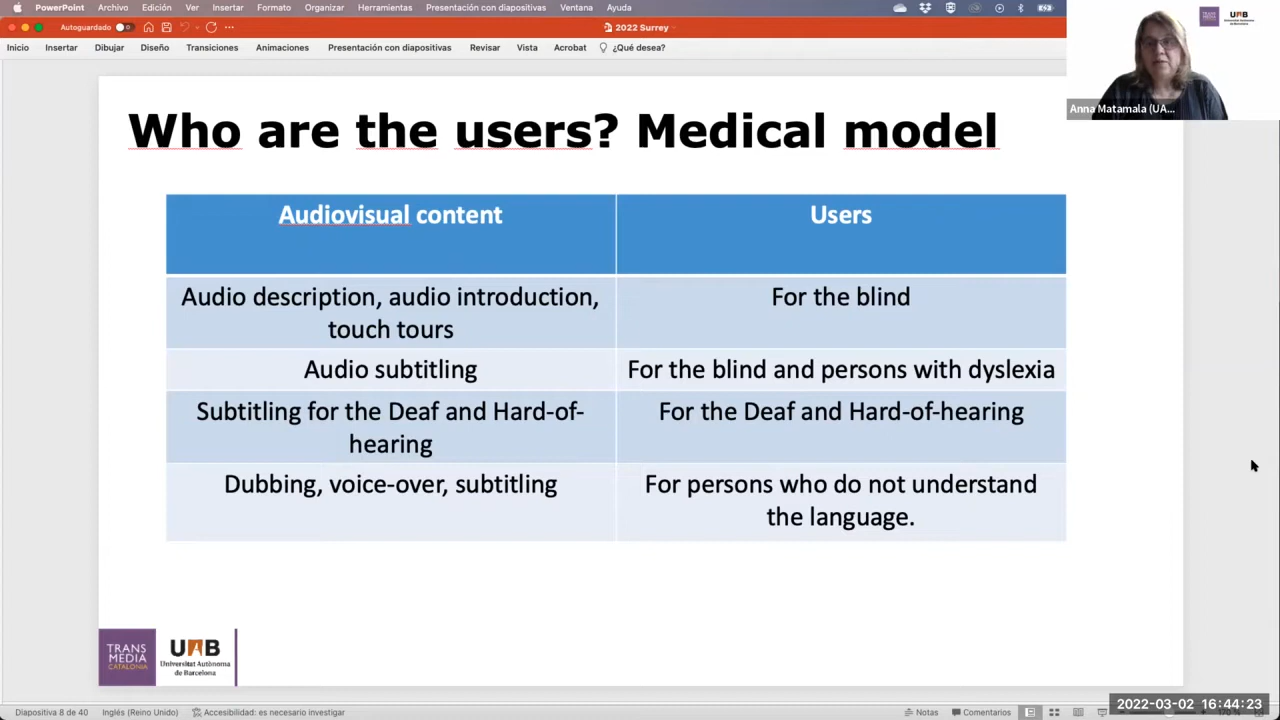 PowerPoint Archivo Editar Ver Insertar Formato Organizar Herramientas Presentación con diapositivas Ventana Ayuda
Autoguardado
2022 Surrey
Inicio Insertar Dibujar Diseño Transiciones Animaciones Presentación con diapositivas Revisar Vista Acrobat ¿Qué desea?
Anna Matamala (UA...
Who are the users? Medical model
Audiovisual content
Users
Audio description, audio introduction,
touch tours
For the blind
Audio subtitling
For the blind and persons with dyslexia
Subtitling for the Deaf and Hard-of-
hearing
For the Deaf and Hard-of-hearing
Dubbing, voice-over, subtitling
For persons who do not understand
the language.
TRANS
MEDIA
CATALONIA
UAB
Universitat Autònoma
de Barcelona
2022-03-02 16:44:23
Diapositiva 8 de 40 Inglés (Reino Unido) Accesibilidad: es necesario investigar Notas Comentarios